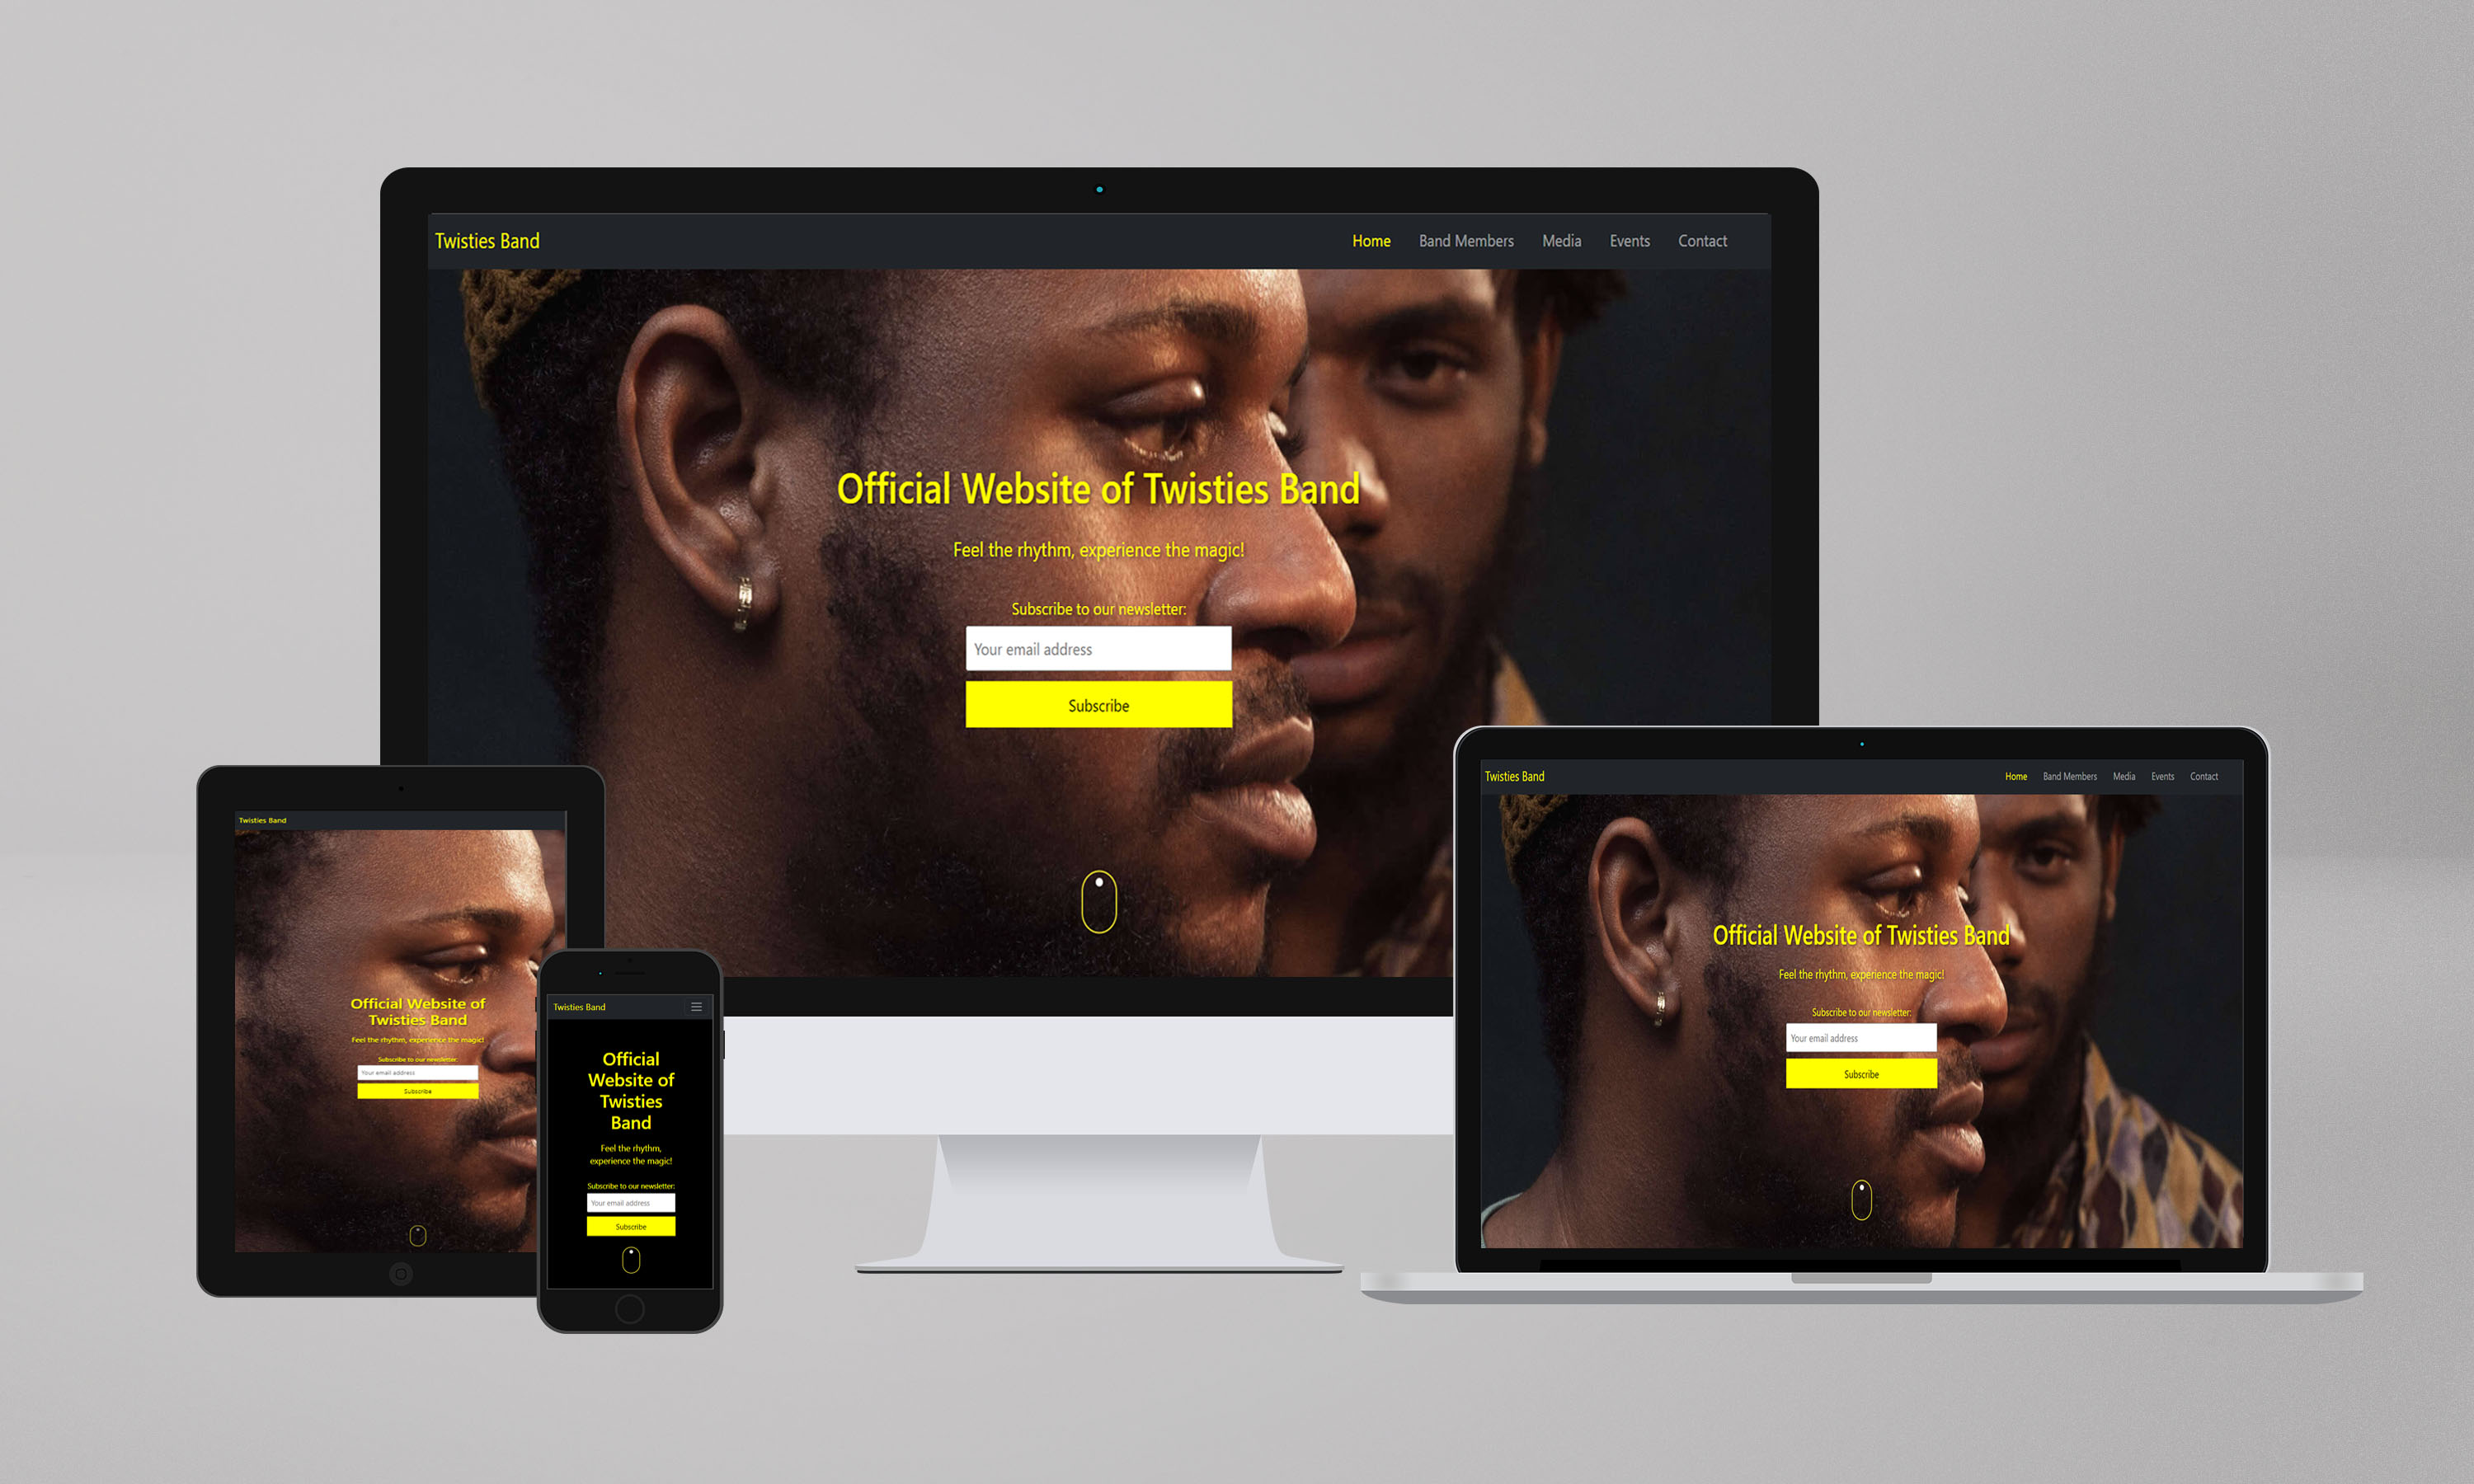 Twisties Band
Home Band Members Media Events Contact
Official Website of Twisties Band
Feel the rhythm, experience the magic!
Subscribe to our newsletter:
Your email address
Subscribe
Twisties Band
Official Website of
Twisties Band
Feel the rhythm, experience the magic!
Subscribe to our newsletter:
Your email address
Subscribe
Twisties Band
Official
Website of
Twisties
Band
Feel the rhythm,
experience the magic!
Subscribe to our newsletter:
Your email address
Subscribe
Twisties Band
Home Band Members Media Events Contact
Official Website of Twisties Band
Feel the rhythm, experience the magic!
Subscribe to our newsletter:
Your email address
Subscribe